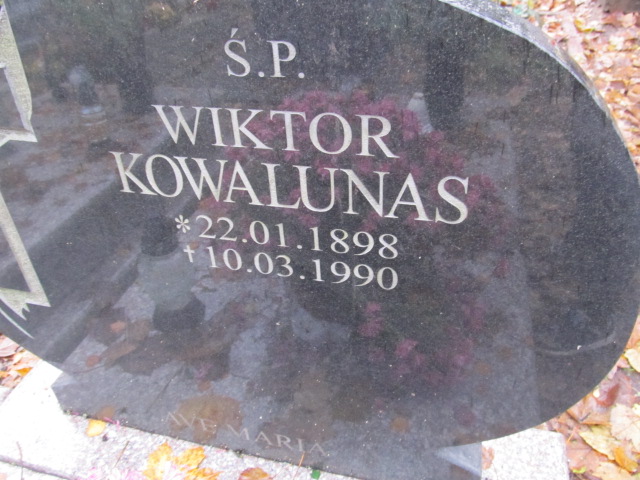 Ś.P.
WIKTOR
KOWALUNAS
*22.01.1898
†10.03.1990
AVE MARIA